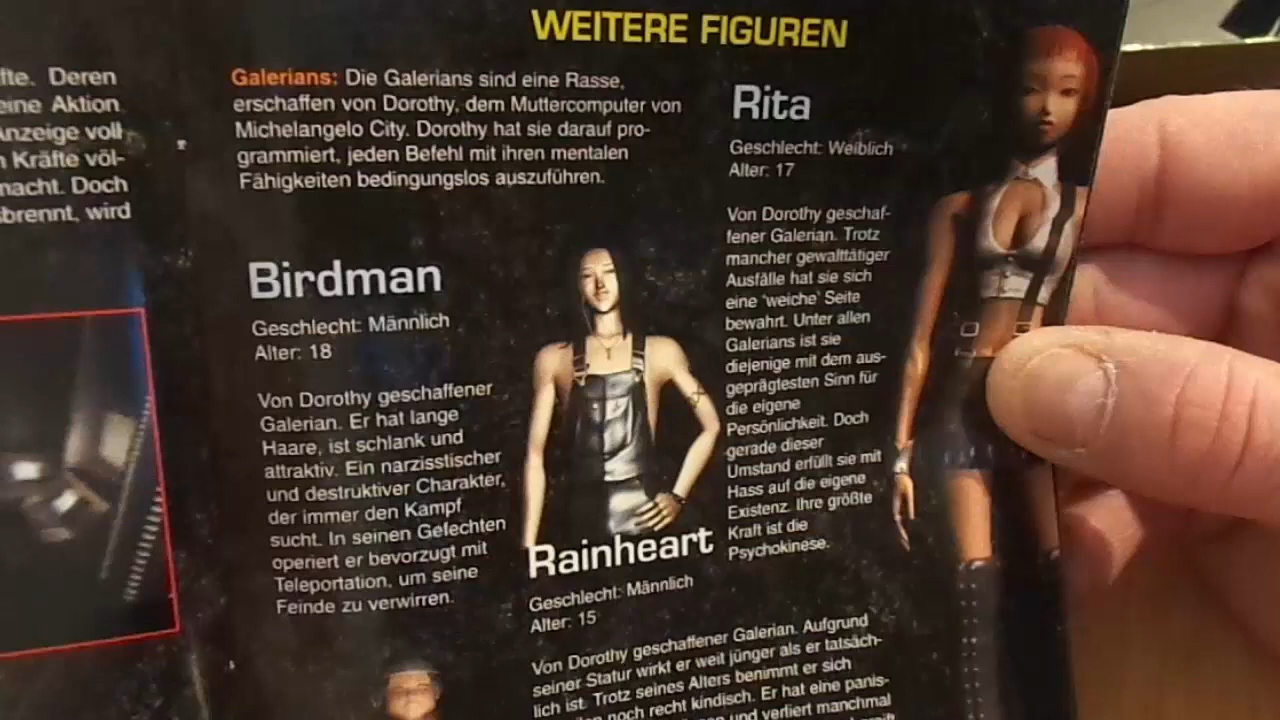 WEITERE FIGUREN
fte. Deren
eine Aktion
Anzeige voll
n Kräfte völ-
macht. Doch
brennt, wird
Galerians: Die Galerians sind eine Rasse,
erschaffen von Dorothy, dem Muttercomputer von
Michelangelo City. Dorothy hat sie darauf pro-
grammiert, jeden Befehl mit ihren mentalen
Fähigkeiten bedingungslos auszuführen.
Birdman
Geschlecht: Männlich
Alter: 18
Von Dorothy geschaffener
Galerian. Er hat lange
Haare, ist schlank und
attraktiv. Ein narzisstischer
und destruktiver Charakter,
der immer den Kampf
sucht. In seinen Gefechten
operiert er bevorzugt mit
Teleportation, um seine
Feinde zu verwirren.
Rita
Geschlecht: Weiblich
Alter: 17
Von Dorothy geschaf-
fener Galerian. Trotz
mancher gewalttätiger
Ausfälle hat sie sich
eine 'weiche' Seite
bewahrt. Unter allen
Galerians ist sie
diejenige mit dem aus-
geprägtesten Sinn für
die eigene
Persönlichkeit. Doch
gerade dieser
Umstand erfüllt sie mit
Hass auf die eigene
Existenz. Ihre größte
Kraft ist die
Psychokinese.
Rainheart
Geschlecht: Männlich
Alter: 15
Von Dorothy geschaffener Galerian. Aufgrund
seiner Statur wirkt er weit jünger als er tatsäch-
lich ist. Trotz seines Alters benimmt er sich
noch recht kindisch. Er hat eine panis-
und verliert manchmal